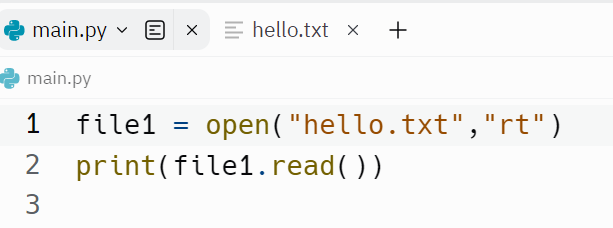 main.py hello.txt
main.py
1 file1 = open("hello.txt","rt")
2 print(file1.read())
3